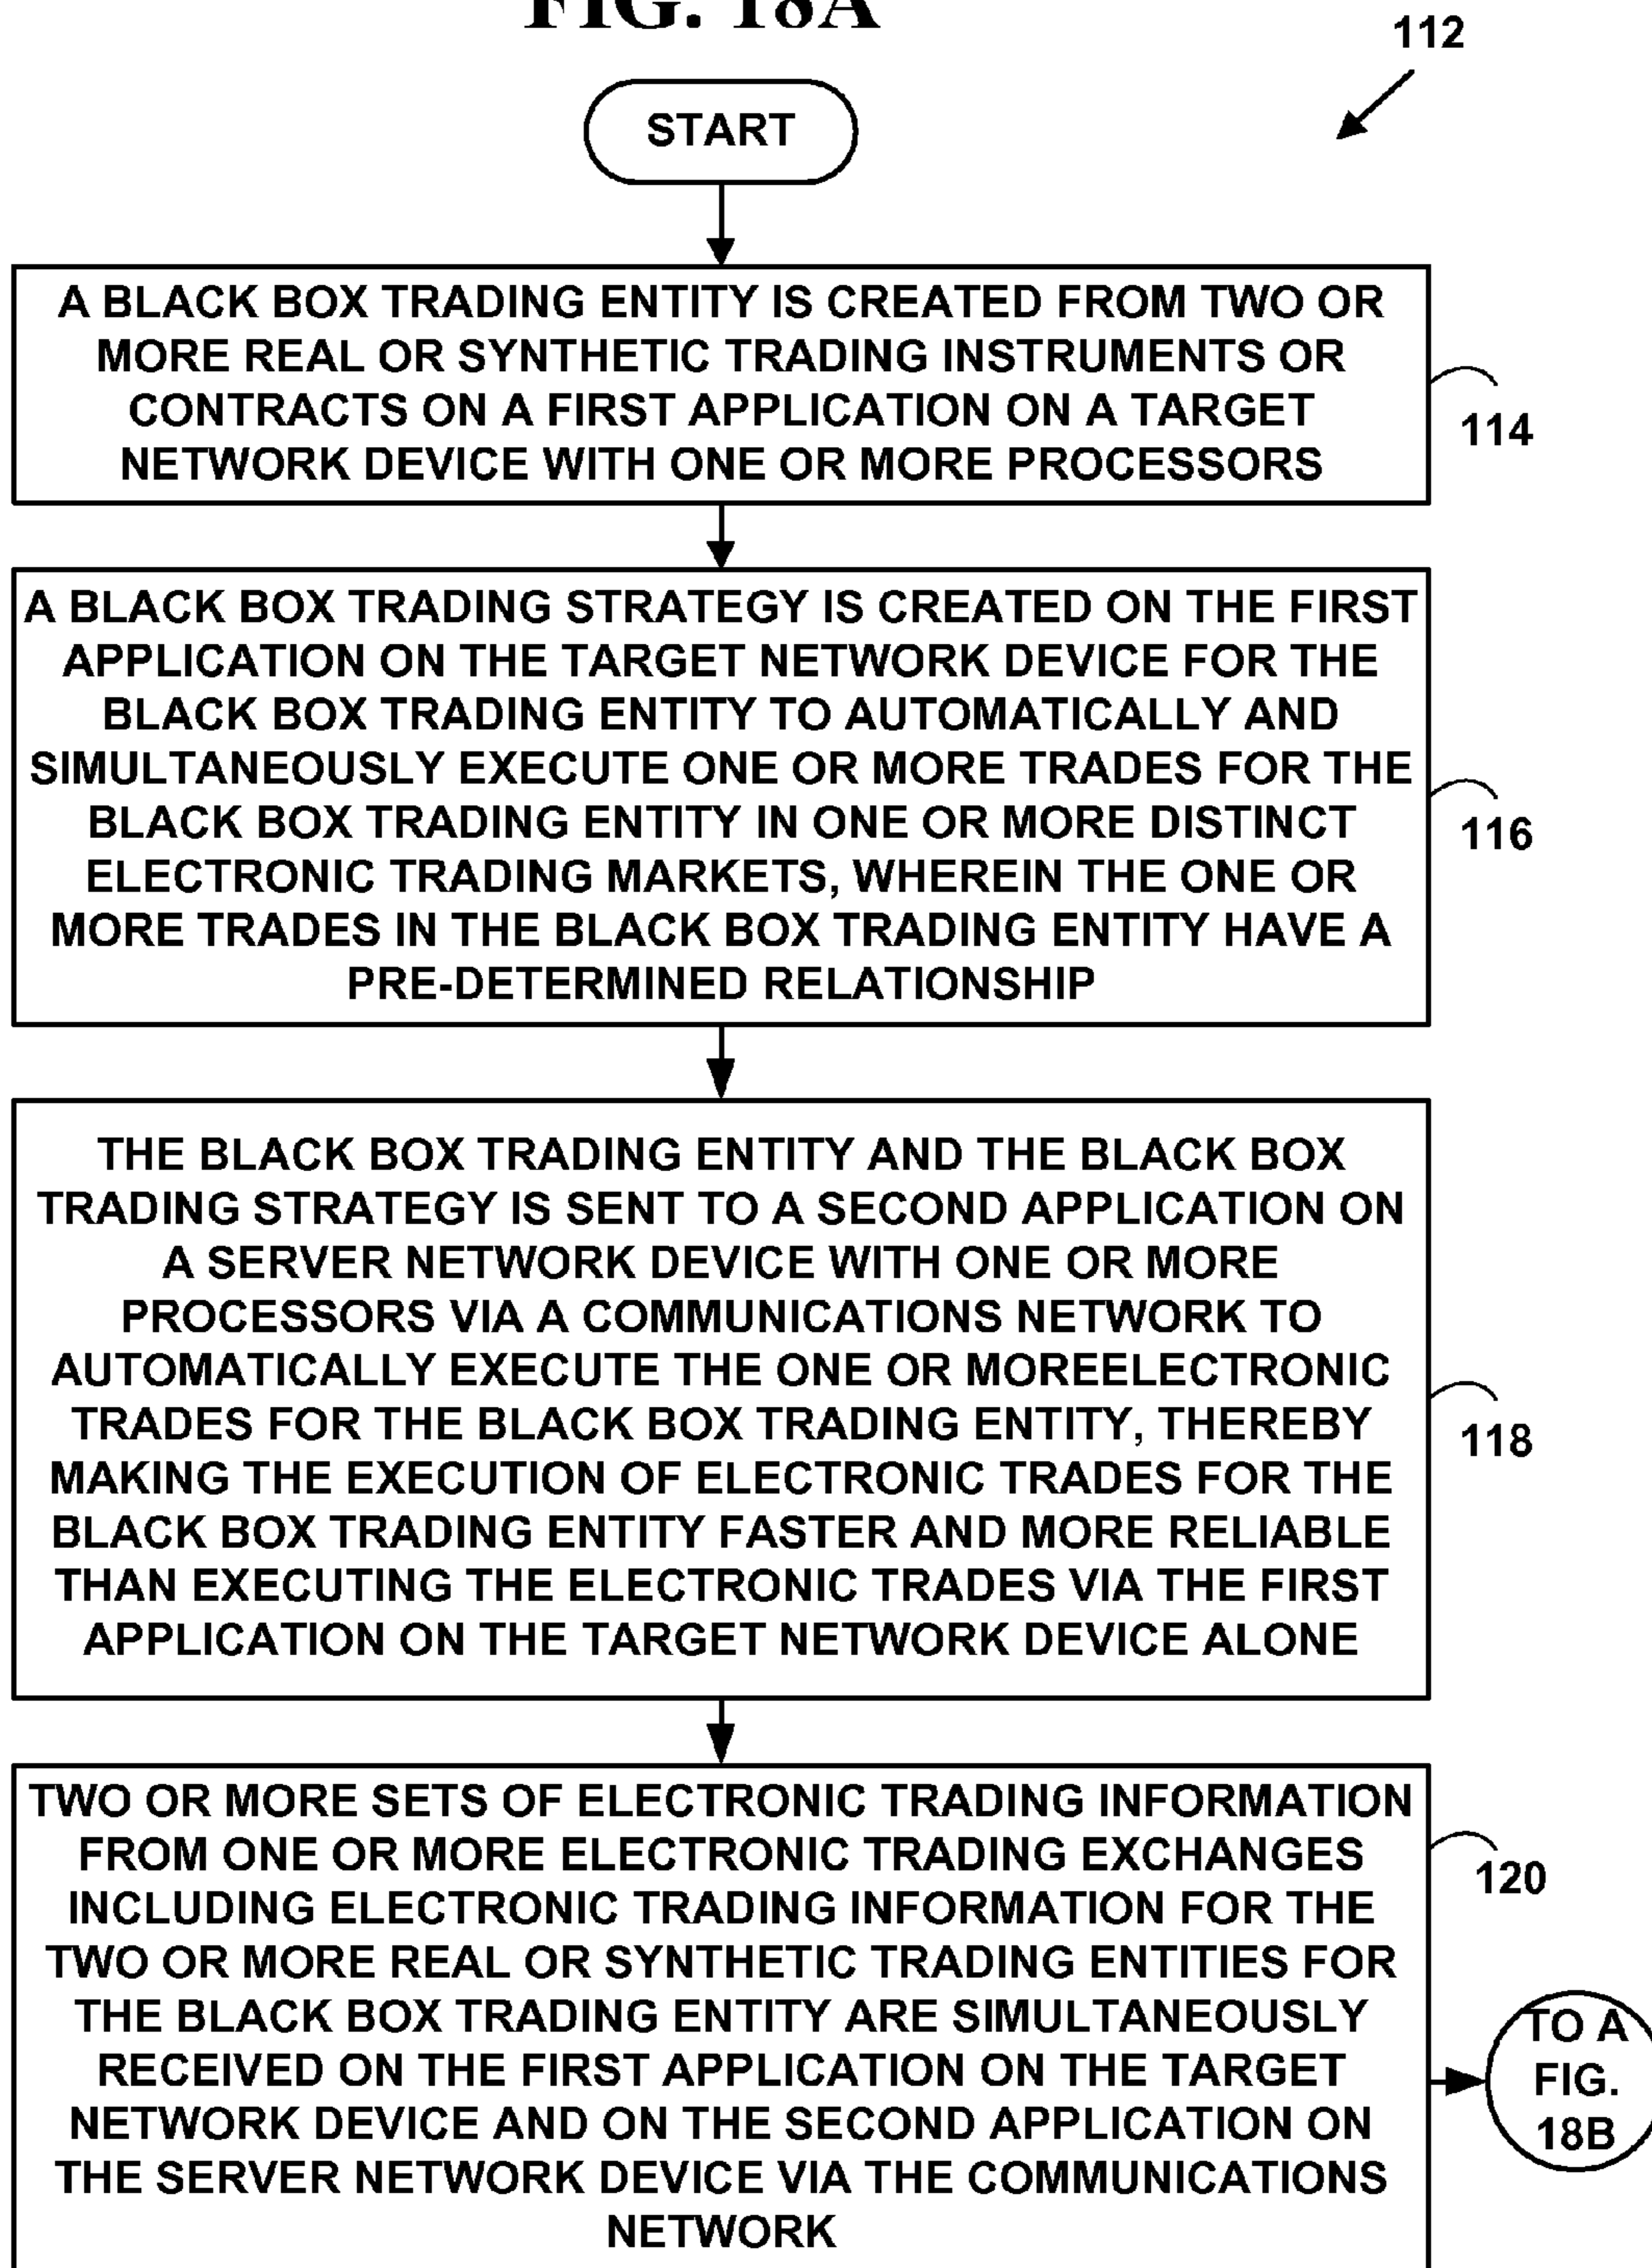 FIG. 18A
112
START
A BLACK BOX TRADING ENTITY IS CREATED FROM TWO OR
MORE REAL OR SYNTHETIC TRADING INSTRUMENTS OR
CONTRACTS ON A FIRST APPLICATION ON A TARGET
NETWORK DEVICE WITH ONE OR MORE PROCESSORS
114
A BLACK BOX TRADING STRATEGY IS CREATED ON THE FIRST
APPLICATION ON THE TARGET NETWORK DEVICE FOR THE
BLACK BOX TRADING ENTITY TO AUTOMATICALLY AND
SIMULTANEOUSLY EXECUTE ONE OR MORE TRADES FOR THE
BLACK BOX TRADING ENTITY IN ONE OR MORE DISTINCT
ELECTRONIC TRADING MARKETS, WHEREIN THE ONE OR
MORE TRADES IN THE BLACK BOX TRADING ENTITY HAVE A
PRE-DETERMINED RELATIONSHIP
116
THE BLACK BOX TRADING ENTITY AND THE BLACK BOX
TRADING STRATEGY IS SENT TO A SECOND APPLICATION ON
A SERVER NETWORK DEVICE WITH ONE OR MORE
PROCESSORS VIA A COMMUNICATIONS NETWORK TO
AUTOMATICALLY EXECUTE THE ONE OR MOREELECTRONIC
TRADES FOR THE BLACK BOX TRADING ENTITY, THEREBY
MAKING THE EXECUTION OF ELECTRONIC TRADES FOR THE
BLACK BOX TRADING ENTITY FASTER AND MORE RELIABLE
THAN EXECUTING THE ELECTRONIC TRADES VIA THE FIRST
APPLICATION ON THE TARGET NETWORK DEVICE ALONE
118
TWO OR MORE SETS OF ELECTRONIC TRADING INFORMATION
FROM ONE OR MORE ELECTRONIC TRADING EXCHANGES
INCLUDING ELECTRONIC TRADING INFORMATION FOR THE
TWO OR MORE REAL OR SYNTHETIC TRADING ENTITIES FOR
THE BLACK BOX TRADING ENTITY ARE SIMULTANEOUSLY
RECEIVED ON THE FIRST APPLICATION ON THE TARGET
NETWORK DEVICE AND ON THE SECOND APPLICATION ON
THE SERVER NETWORK DEVICE VIA THE COMMUNICATIONS
NETWORK
120
TO A
FIG.
18B